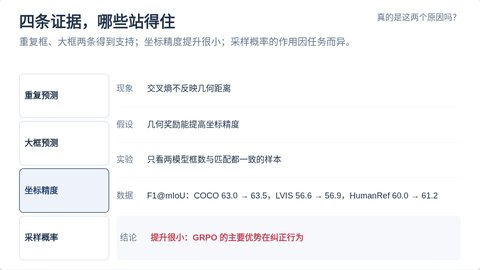 四条证据，哪些站得住
真的是这两个原因吗？
重复框、大框两条得到支持；坐标精度提升很小；采样概率的作用因任务而异。
重复预测
大框预测
坐标精度
采样概率
现象 交叉熵不反映几何距离
假设 几何奖励能提高坐标精度
实验 只看两模型框数与匹配都一致的样本
数据 F1@mIoU：COCO 63.0 → 63.5，LVIS 56.6 → 56.9，HumanRef 60.0 → 61.2
结论 提升很小：GRPO 的主要优势在纠正行为